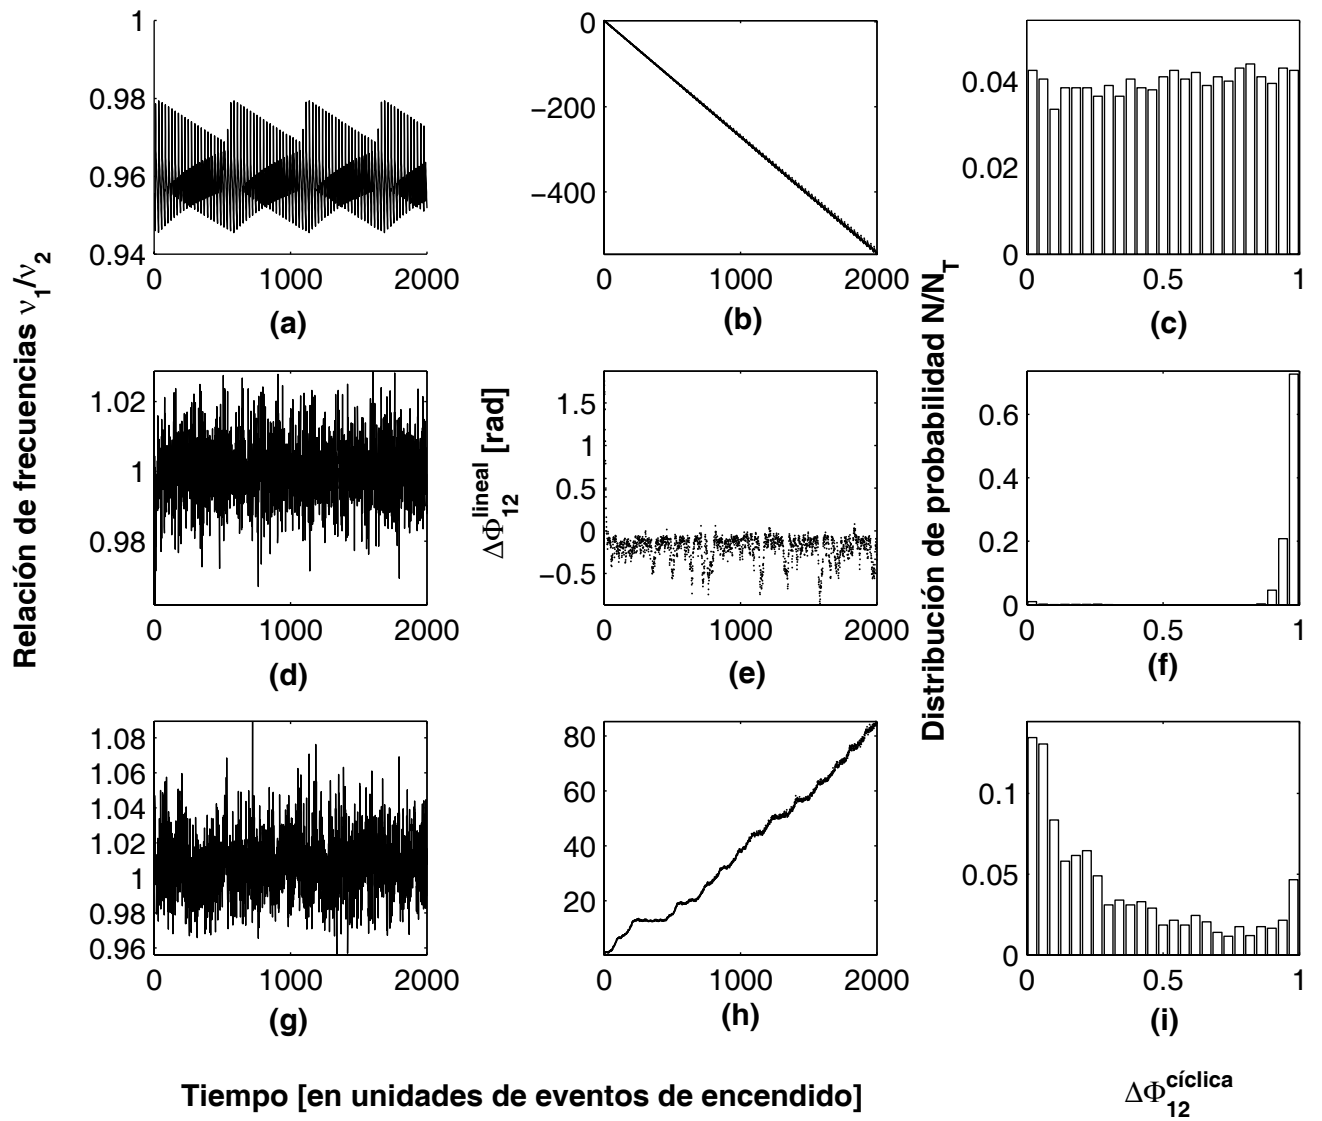 Relación de frecuencias ν1/ν2
1
0.98
0.96
0.94
0 1000 2000
(a)
0
−200
−400
0 1000 2000
(b)
0.04
0.02
0
0 0.5 1
(c)
1.02
1
0.98
0 1000 2000
(d)
ΔΦ12lineal [rad]
1.5
1
0.5
0
−0.5
0 1000 2000
(e)
Distribución de probabilidad N/NT
0.6
0.4
0.2
0
0 0.5 1
(f)
1.08
1.06
1.04
1.02
1
0.98
0.96
0 1000 2000
(g)
80
60
40
20
0 1000 2000
(h)
0.1
0.05
0
0 0.5 1
(i)
Tiempo [en unidades de eventos de encendido]
ΔΦ12cíclica